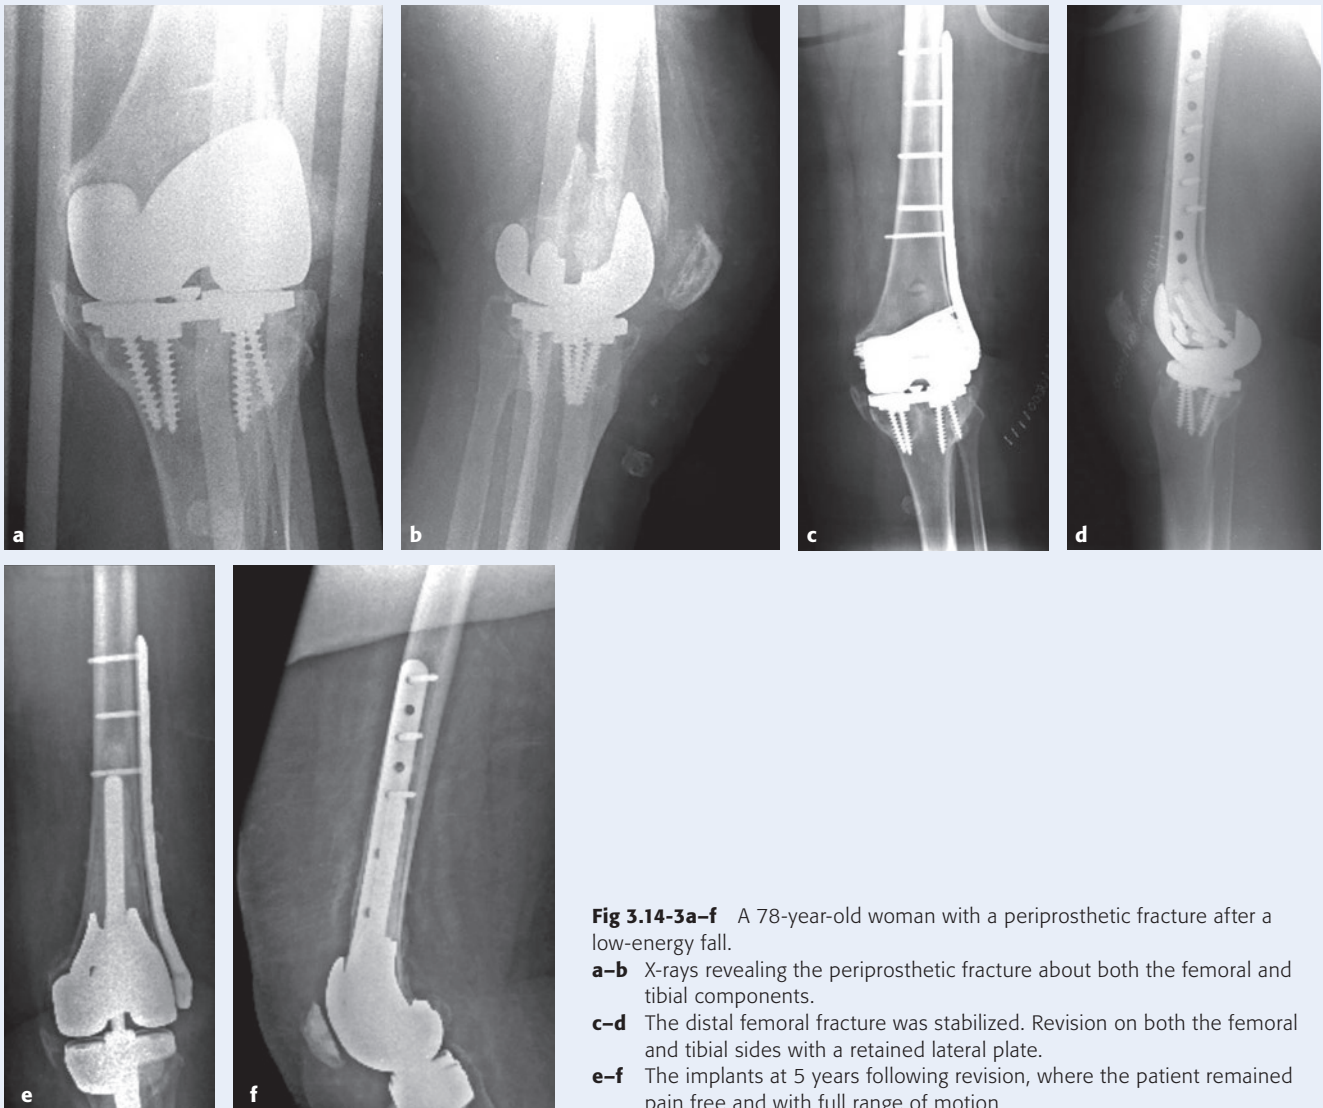 a
b
c
d
e
f
Fig 3.14-3a–f A 78-year-old woman with a periprosthetic fracture after a
low-energy fall.
a–b X-rays revealing the periprosthetic fracture about both the femoral and
tibial components.
c–d The distal femoral fracture was stabilized. Revision on both the femoral
and tibial sides with a retained lateral plate.
e–f The implants at 5 years following revision, where the patient remained
pain free and with full range of motion